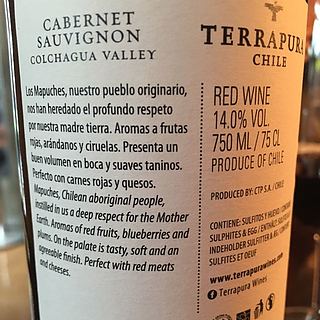 CABERNET
SAUVIGNON
COLCHAGUA VALLEY
Los Mapuches, nuestro pueblo originario,
nos han heredado el profundo respeto
por nuestra madre tierra. Aromas a frutas
rojas, arándanos y ciruelas. Presenta un
buen volumen en boca y suaves taninos.
Perfecto con carnes rojas y quesos.
Mapuches, Chilean aboriginal people,
instilled in us a deep respect for the Mother
Earth. Aromas of red fruits, blueberries and
plums. On the palate is tasty, soft and an
agreeable finish. Perfect with red meats
and cheeses.
TERRAPURA
CHILE
RED WINE
14.0% VOL.
750 ML / 75 CL
PRODUCE OF CHILE
PRODUCED BY: CTP S.A. / CHILE
CONTIENE: SULFITOS Y HUEVO
SULPHITES & EGG
INDEHOLDER SULFITTER &
SULFITES ET OEUF
www.terrapurawines.com
Terrapura Wines